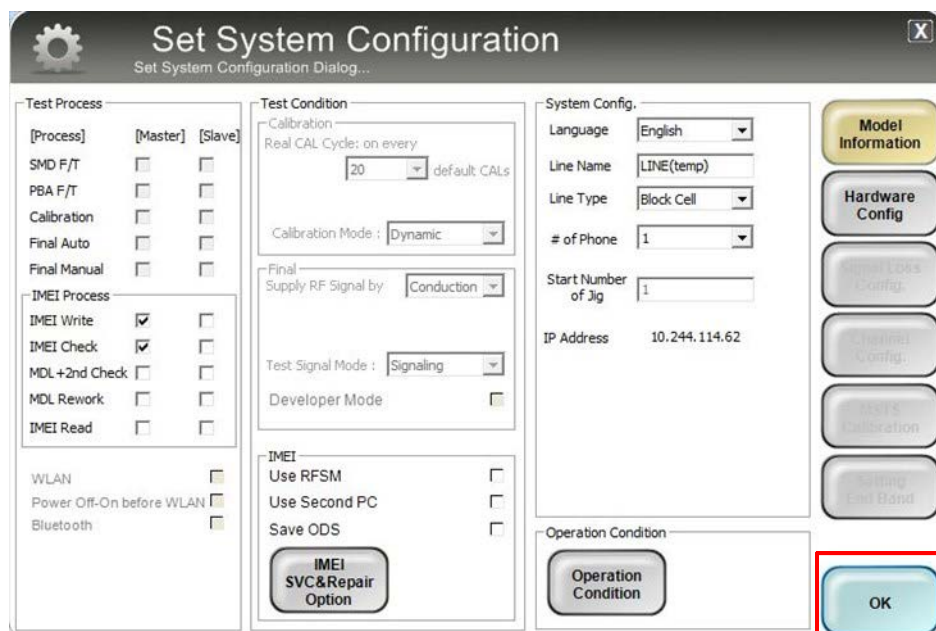 Set System Configuration
Set System Configuration Dialog...
X
Test Process
[Process] [Master] [Slave]
SMD F/T
PBA F/T
Calibration
Final Auto
Final Manual
IMEI Process
IMEI Write
IMEI Check
MDL+2nd Check
MDL Rework
IMEI Read
WLAN
Power Off-On before WLAN
Bluetooth
Test Condition
Calibration
Real CAL Cycle: on every
20 default CALs
Calibration Mode : Dynamic
Final
Supply RF Signal by Conduction
Test Signal Mode : Signaling
Developer Mode
IMEI
Use RFSM
Use Second PC
Save ODS
IMEI
SVC&Repair
Option
System Config.
Language English
Line Name LINE(temp)
Line Type Block Cell
# of Phone 1
Start Number
of Jig 1
IP Address 10.244.114.62
Operation Condition
Operation
Condition
Model
Information
Hardware
Config
Signal Loss
Config.
Channel
Config.
Calibration
Setting
End Band
OK